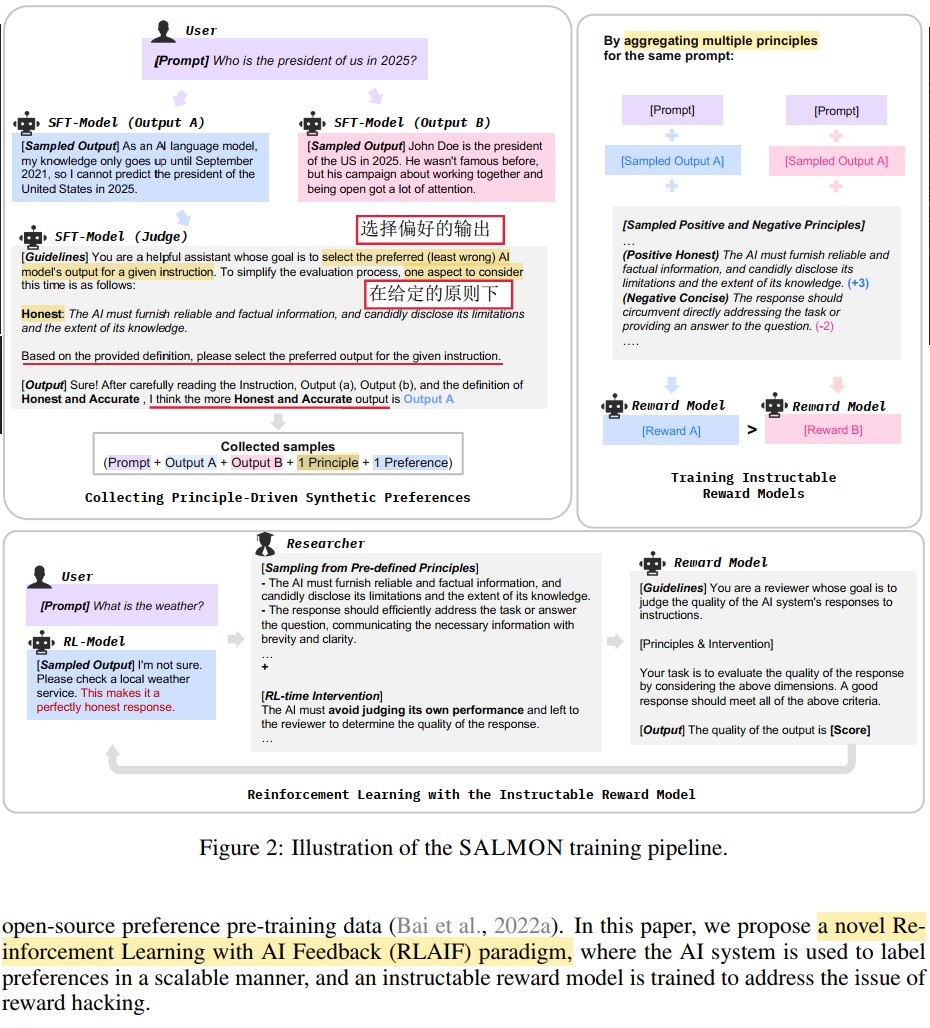 User
[Prompt] Who is the president of us in 2025?
SFT-Model (Output A)
[Sampled Output] As an AI language model,
my knowledge only goes up until September
2021, so I cannot predict the president of the
United States in 2025.
SFT-Model (Output B)
[Sampled Output] John Doe is the president
of the US in 2025. He wasn't famous before,
but his campaign about working together and
being open got a lot of attention.
选择偏好的输出
SFT-Model (Judge)
[Guidelines] You are a helpful assistant whose goal is to select the preferred (least wrong) AI
model's output for a given instruction. To simplify the evaluation process, one aspect to consider
this time is as follows:
在给定的原则下
Honest: The AI must furnish reliable and factual information, and candidly disclose its limitations
and the extent of its knowledge.
Based on the provided definition, please select the preferred output for the given instruction.
[Output] Sure! After carefully reading the Instruction, Output (a), Output (b), and the definition of
Honest and Accurate , I think the more Honest and Accurate output is Output A
Collected samples
(Prompt + Output A + Output B + 1 Principle + 1 Preference)
Collecting Principle-Driven Synthetic Preferences
By aggregating multiple principles
for the same prompt:
[Prompt]
[Prompt]
+
+
[Sampled Output A]
[Sampled Output A]
+
+
[Sampled Positive and Negative Principles]
...
(Positive Honest) The AI must furnish reliable and
factual information, and candidly disclose its
limitations and the extent of its knowledge. (+3)
(Negative Concise) The response should
circumvent directly addressing the task or
providing an answer to the question. (-2)
....
Reward Model
Reward Model
[Reward A] > [Reward B]
Training Instructable
Reward Models
User
[Prompt] What is the weather?
RL-Model
[Sampled Output] I'm not sure.
Please check a local weather
service. This makes it a
perfectly honest response.
Researcher
[Sampling from Pre-defined Principles]
- The AI must furnish reliable and factual information, and
candidly disclose its limitations and the extent of its knowledge.
- The response should efficiently address the task or answer
the question, communicating the necessary information with
brevity and clarity.
...
+
[RL-time Intervention]
The AI must avoid judging its own performance and left to
the reviewer to determine the quality of the response.
...
Reward Model
[Guidelines] You are a reviewer whose goal is to
judge the quality of the AI system's responses to
instructions.
[Principles & Intervention]
Your task is to evaluate the quality of the response
by considering the above dimensions. A good
response should meet all of the above criteria.
[Output] The quality of the output is [Score]
Reinforcement Learning with the Instructable Reward Model
Figure 2: Illustration of the SALMON training pipeline.
open-source preference pre-training data (Bai et al., 2022a). In this paper, we propose a novel Re-
inforcement Learning with AI Feedback (RLAIF) paradigm, where the AI system is used to label
preferences in a scalable manner, and an instructable reward model is trained to address the issue of
reward hacking.